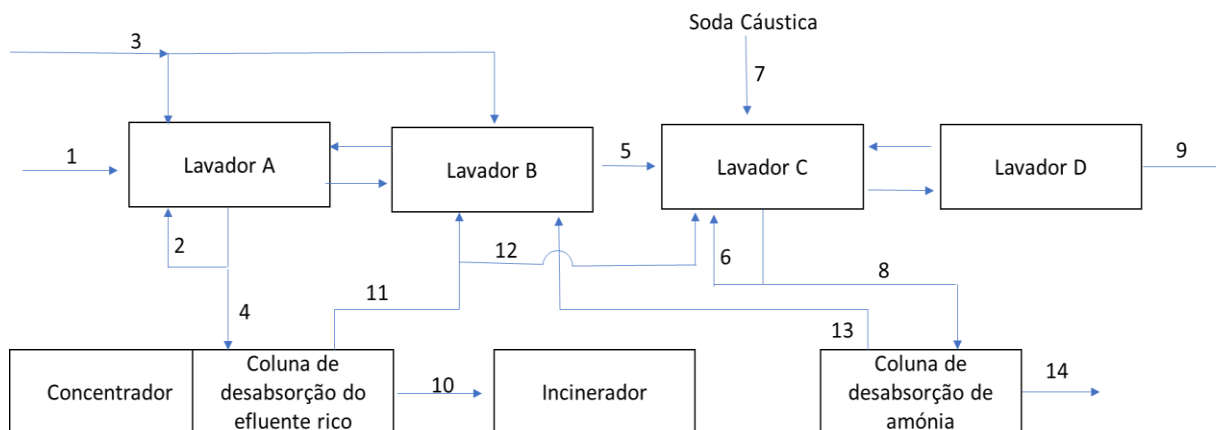 Soda Cáustica
3
7
1
Lavador A
Lavador B
5
Lavador C
Lavador D
9
2
12
6
8
4
11
13
Concentrador
Coluna de
desabsorção do
efluente rico
10
Incinerador
Coluna de
desabsorção de
amónia
14